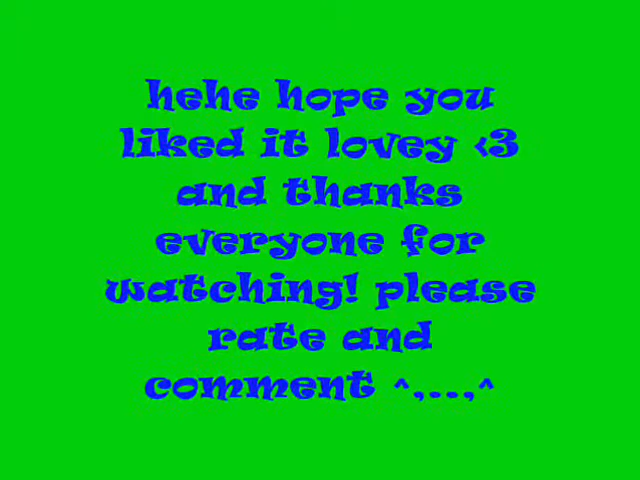 hehe hope you
liked it lovey <3
and thanks
everyone for
watching! please
rate and
comment ^,..,^